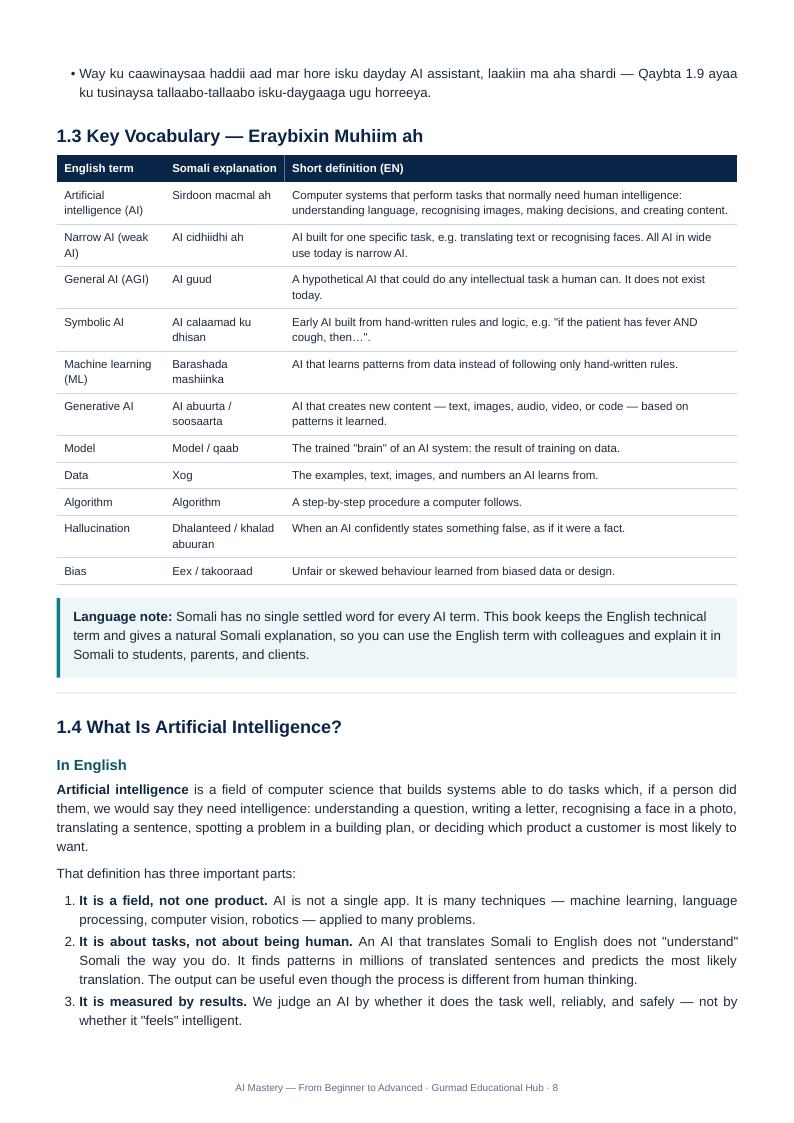 • Way ku caawinaysaa haddii aad mar hore isku dayday AI assistant, laakiin ma aha shardi — Qaybta 1.9 ayaa
ku tusinaysa tallaabo-tallaabo isku-daygaaga ugu horreeya.
1.3 Key Vocabulary — Eraybixin Muhiim ah
English term Somali explanation Short definition (EN)
Artificial intelligence (AI) Sirdoon macmal ah Computer systems that perform tasks that normally need human intelligence:
understanding language, recognising images, making decisions, and creating content.
Narrow AI (weak AI) AI cidhiidhi ah AI built for one specific task, e.g. translating text or recognising faces. All AI in wide
use today is narrow AI.
General AI (AGI) AI guud A hypothetical AI that could do any intellectual task a human can. It does not exist
today.
Symbolic AI AI calaamad ku dhisan Early AI built from hand-written rules and logic, e.g. "if the patient has fever AND
cough, then…".
Machine learning (ML) Barashada mashiinka AI that learns patterns from data instead of following only hand-written rules.
Generative AI AI abuurta / soosaarta AI that creates new content — text, images, audio, video, or code — based on
patterns it learned.
Model Model / qaab The trained "brain" of an AI system: the result of training on data.
Data Xog The examples, text, images, and numbers an AI learns from.
Algorithm Algorithm A step-by-step procedure a computer follows.
Hallucination Dhalanteed / khalad abuuran When an AI confidently states something false, as if it were a fact.
Bias Eex / takooraad Unfair or skewed behaviour learned from biased data or design.
Language note: Somali has no single settled word for every AI term. This book keeps the English technical
term and gives a natural Somali explanation, so you can use the English term with colleagues and explain it in
Somali to students, parents, and clients.
1.4 What Is Artificial Intelligence?
In English
Artificial intelligence is a field of computer science that builds systems able to do tasks which, if a person did
them, we would say they need intelligence: understanding a question, writing a letter, recognising a face in a photo,
translating a sentence, spotting a problem in a building plan, or deciding which product a customer is most likely to
want.
That definition has three important parts:
1. It is a field, not one product. AI is not a single app. It is many techniques — machine learning, language
processing, computer vision, robotics — applied to many problems.
2. It is about tasks, not about being human. An AI that translates Somali to English does not "understand"
Somali the way you do. It finds patterns in millions of translated sentences and predicts the most likely
translation. The output can be useful even though the process is different from human thinking.
3. It is measured by results. We judge an AI by whether it does the task well, reliably, and safely — not by
whether it "feels" intelligent.
AI Mastery — From Beginner to Advanced · Gurmad Educational Hub · 8